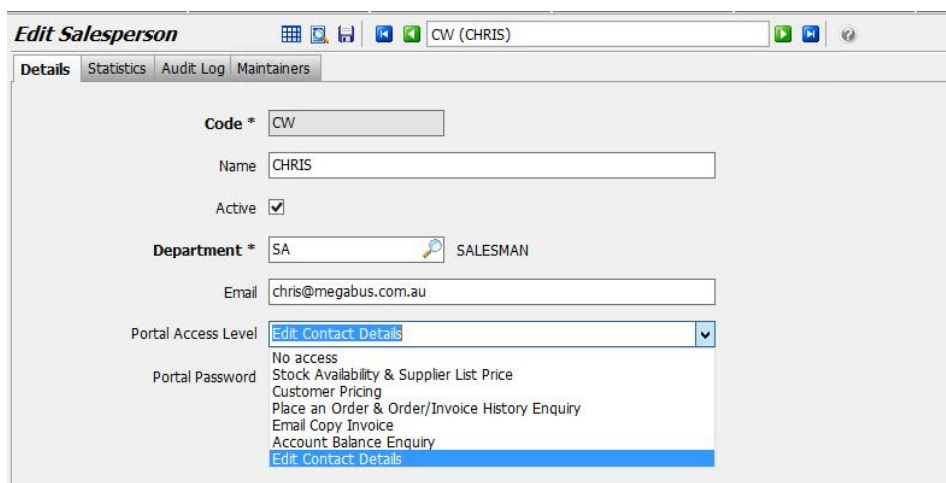 Edit Salesperson CW (CHRIS)
Details Statistics Audit Log Maintainers
Code * CW
Name CHRIS
Active
Department * SA SALESMAN
Email chris@megabus.com.au
Portal Access Level Edit Contact Details
No access
Portal Password Stock Availability & Supplier List Price
Customer Pricing
Place an Order & Order/Invoice History Enquiry
Email Copy Invoice
Account Balance Enquiry
Edit Contact Details